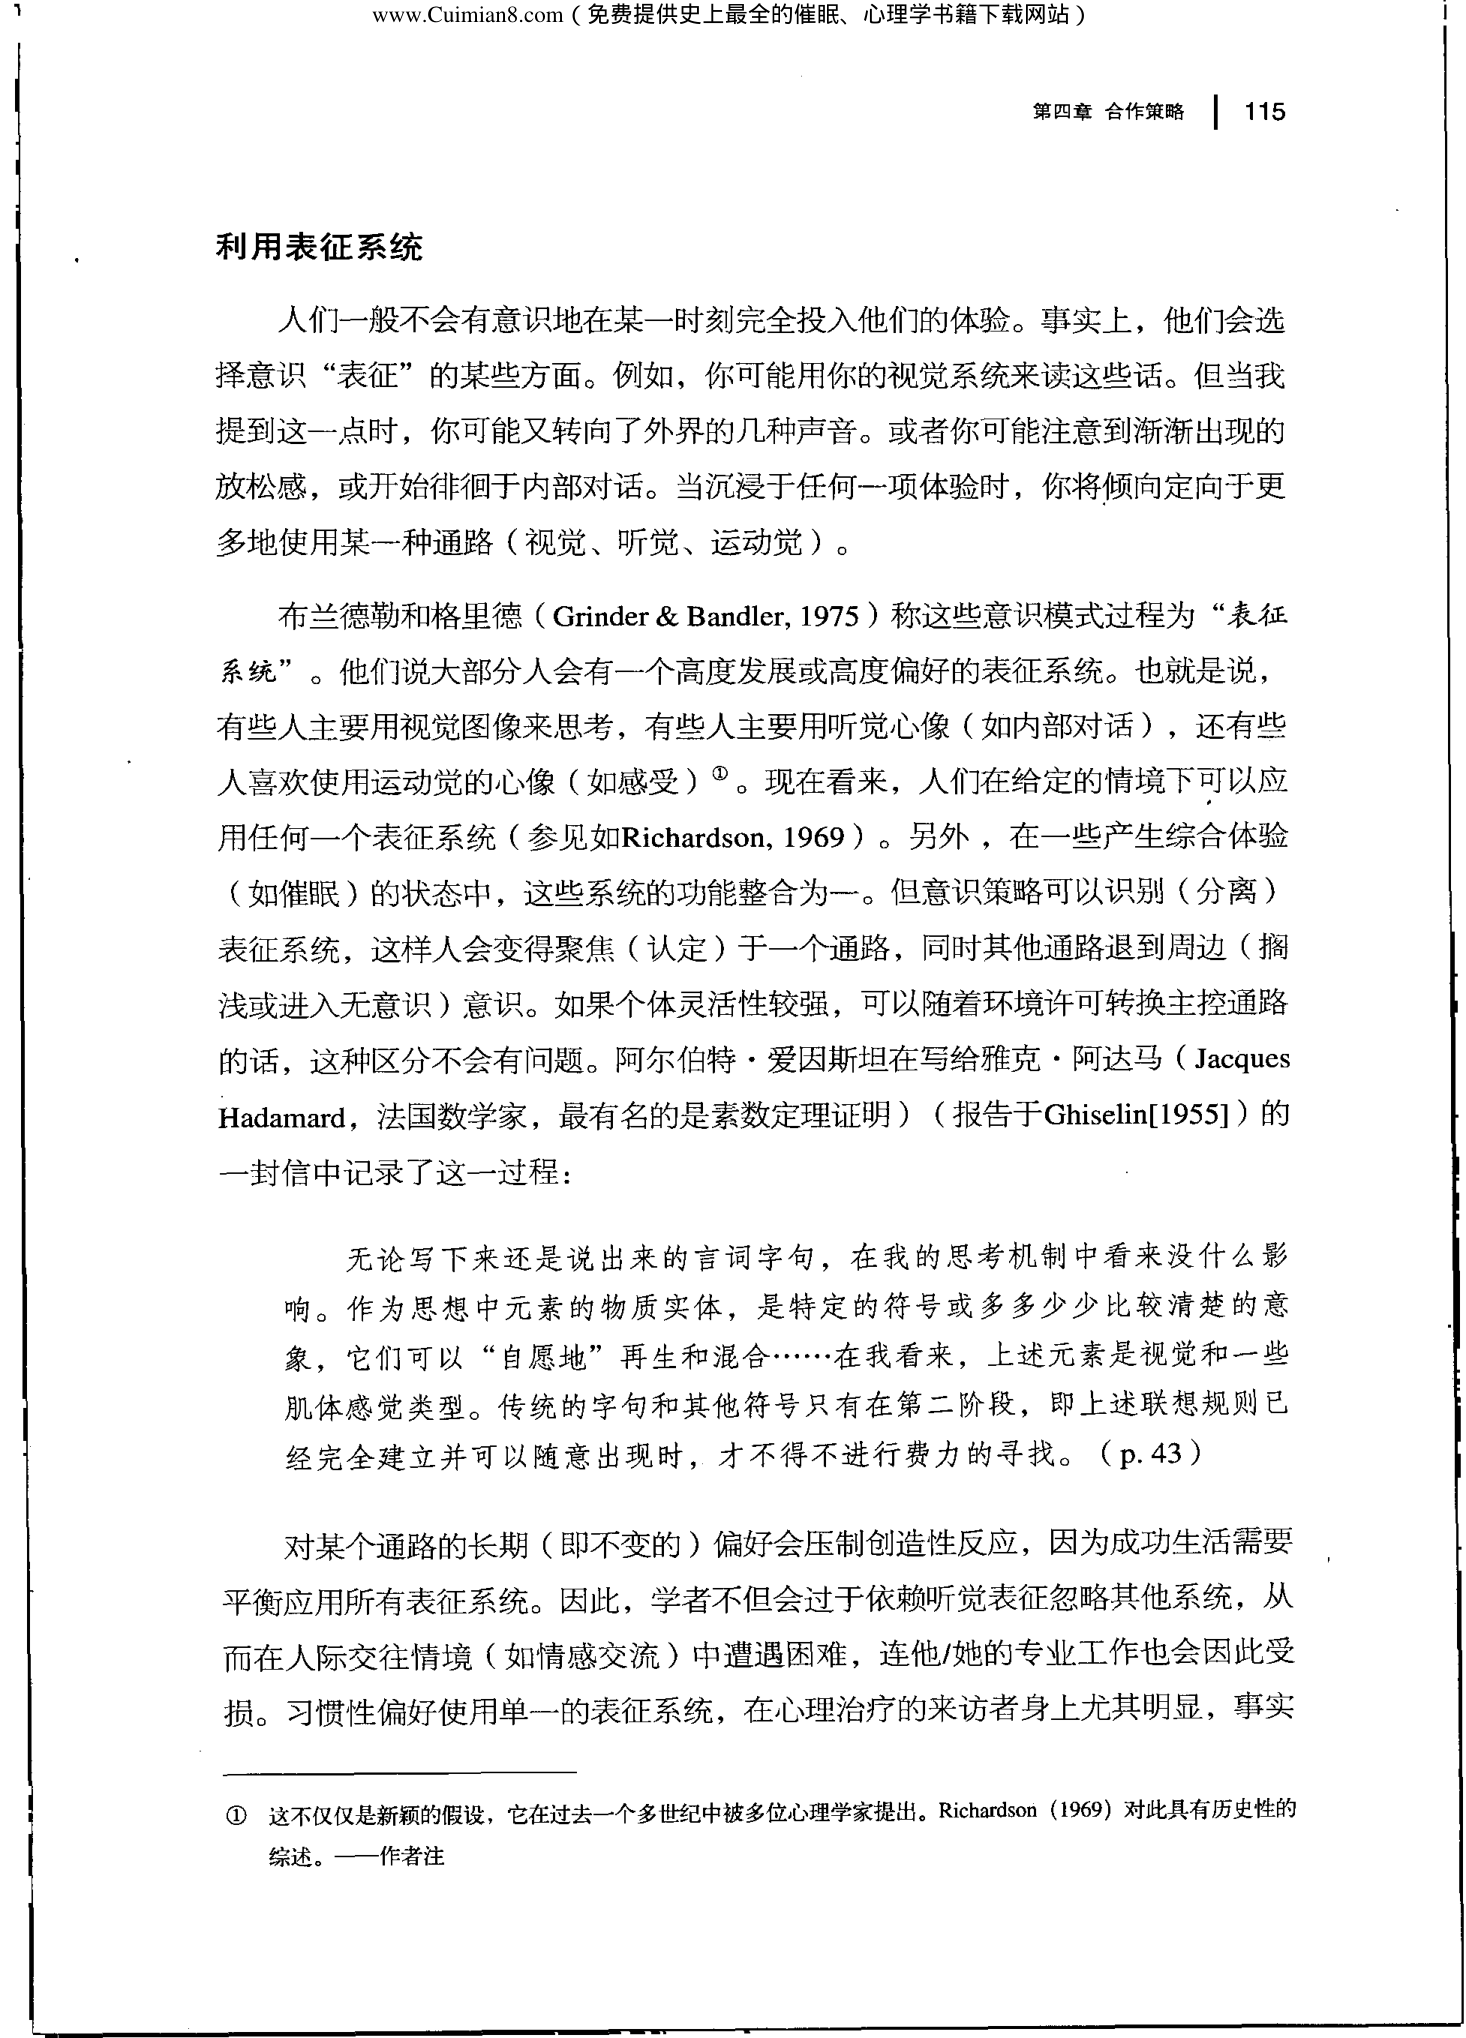 www.Cuimian8.com（免费提供史上最全的催眠、心理学书籍下载网站）
第四章 合作策略 | 115
利用表征系统
人们一般不会有意识地在某一时刻完全投入他们的体验。事实上，他们会选
择意识“表征”的某些方面。例如，你可能用你的视觉系统来读这些话。但当我
提到这一点时，你可能又转向了外界的几种声音。或者你可能注意到渐渐出现的
放松感，或开始徘徊于内部对话。当沉浸于任何一项体验时，你将倾向定向于更
多地使用某一种通路（视觉、听觉、运动觉）。
布兰德勒和格里德（Grinder & Bandler, 1975）称这些意识模式过程为“表征
系统”。他们说大部分人会有一个高度发展或高度偏好的表征系统。也就是说，
有些人主要用视觉图像来思考，有些人主要用听觉心像（如内部对话），还有些
人喜欢使用运动觉的心像（如感受）①。现在看来，人们在给定的情境下可以应
用任何一个表征系统（参见如Richardson, 1969）。另外，在一些产生综合体验
（如催眠）的状态中，这些系统的功能整合为一。但意识策略可以识别（分离）
表征系统，这样人会变得聚焦（认定）于一个通路，同时其他通路退到周边（搁
浅或进入无意识）意识。如果个体灵活性较强，可以随着环境许可转换主控通路
的话，这种区分不会有问题。阿尔伯特·爱因斯坦在写给雅克·阿达马（Jacques
Hadamard，法国数学家，最有名的是素数定理证明）（报告于Ghiselin[1955]）的
一封信中记录了这一过程：
无论写下来还是说出来的言词字句，在我的思考机制中看来没什么影
响。作为思想中元素的物质实体，是特定的符号或多多少少比较清楚的意
象，它们可以“自愿地”再生和混合……在我看来，上述元素是视觉和一些
肌体感觉类型。传统的字句和其他符号只有在第二阶段，即上述联想规则已
经完全建立并可以随意出现时，才不得不进行费力的寻找。（p. 43）
对某个通路的长期（即不变的）偏好会压制创造性反应，因为成功生活需要
平衡应用所有表征系统。因此，学者不但会过于依赖听觉表征忽略其他系统，从
而在人际交往情境（如情感交流）中遭遇困难，连他/她的专业工作也会因此受
损。习惯性偏好使用单一的表征系统，在心理治疗的来访者身上尤其明显，事实
① 这不仅仅是新颖的假设，它在过去一个多世纪中被多位心理学家提出。Richardson（1969）对此具有历史性的
综述。——作者注